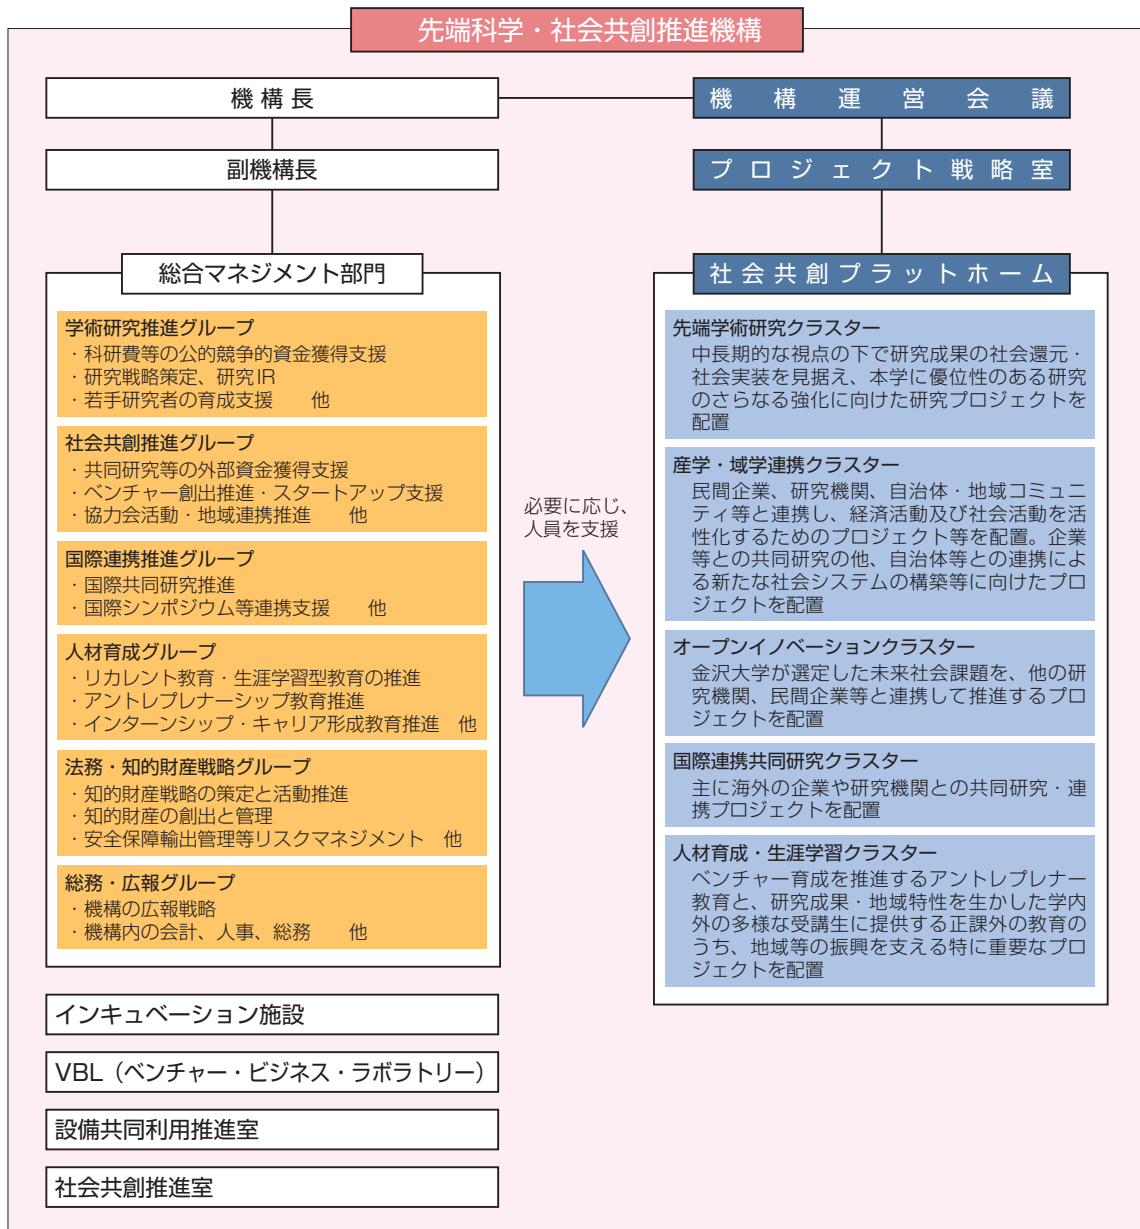 先端科学・社会共創推進機構
機構長
副機構長
総合マネジメント部門
学術研究推進グループ
・科研費等の公的競争的資金獲得支援
・研究戦略策定、研究IR
・若手研究者の育成支援　　他
社会共創推進グループ
・共同研究等の外部資金獲得支援
・ベンチャー創出推進・スタートアップ支援
・協力会活動・地域連携推進　　他
国際連携推進グループ
・国際共同研究推進
・国際シンポジウム等連携支援　　他
人材育成グループ
・リカレント教育・生涯学習型教育の推進
・アントレプレナーシップ教育推進
・インターンシップ・キャリア形成教育推進　他
法務・知的財産戦略グループ
・知的財産戦略の策定と活動推進
・知的財産の創出と管理
・安全保障輸出管理等リスクマネジメント　他
総務・広報グループ
・機構の広報戦略
・機構内の会計、人事、総務　　他
インキュベーション施設
VBL（ベンチャー・ビジネス・ラボラトリー）
設備共同利用推進室
社会共創推進室
必要に応じ、
人員を支援
機構運営会議
プロジェクト戦略室
社会共創プラットホーム
先端学術研究クラスター
中長期的な視点の下で研究成果の社会還元・
社会実装を見据え、本学に優位性のある研究
のさらなる強化に向けた研究プロジェクトを
配置
産学・域学連携クラスター
民間企業、研究機関、自治体・地域コミュニ
ティ等と連携し、経済活動及び社会活動を活
性化するためのプロジェクト等を配置。企業
等との共同研究の他、自治体等との連携によ
る新たな社会システムの構築等に向けたプロ
ジェクトを配置
オープンイノベーションクラスター
金沢大学が選定した未来社会課題を、他の研
究機関、民間企業等と連携して推進するプロ
ジェクトを配置
国際連携共同研究クラスター
主に海外の企業や研究機関との共同研究・連
携プロジェクトを配置
人材育成・生涯学習クラスター
ベンチャー育成を推進するアントレプレナー
教育と、研究成果・地域特性を生かした学内
外の多様な受講生に提供する正課外の教育の
うち、地域等の振興を支える特に重要なプロ
ジェクトを配置